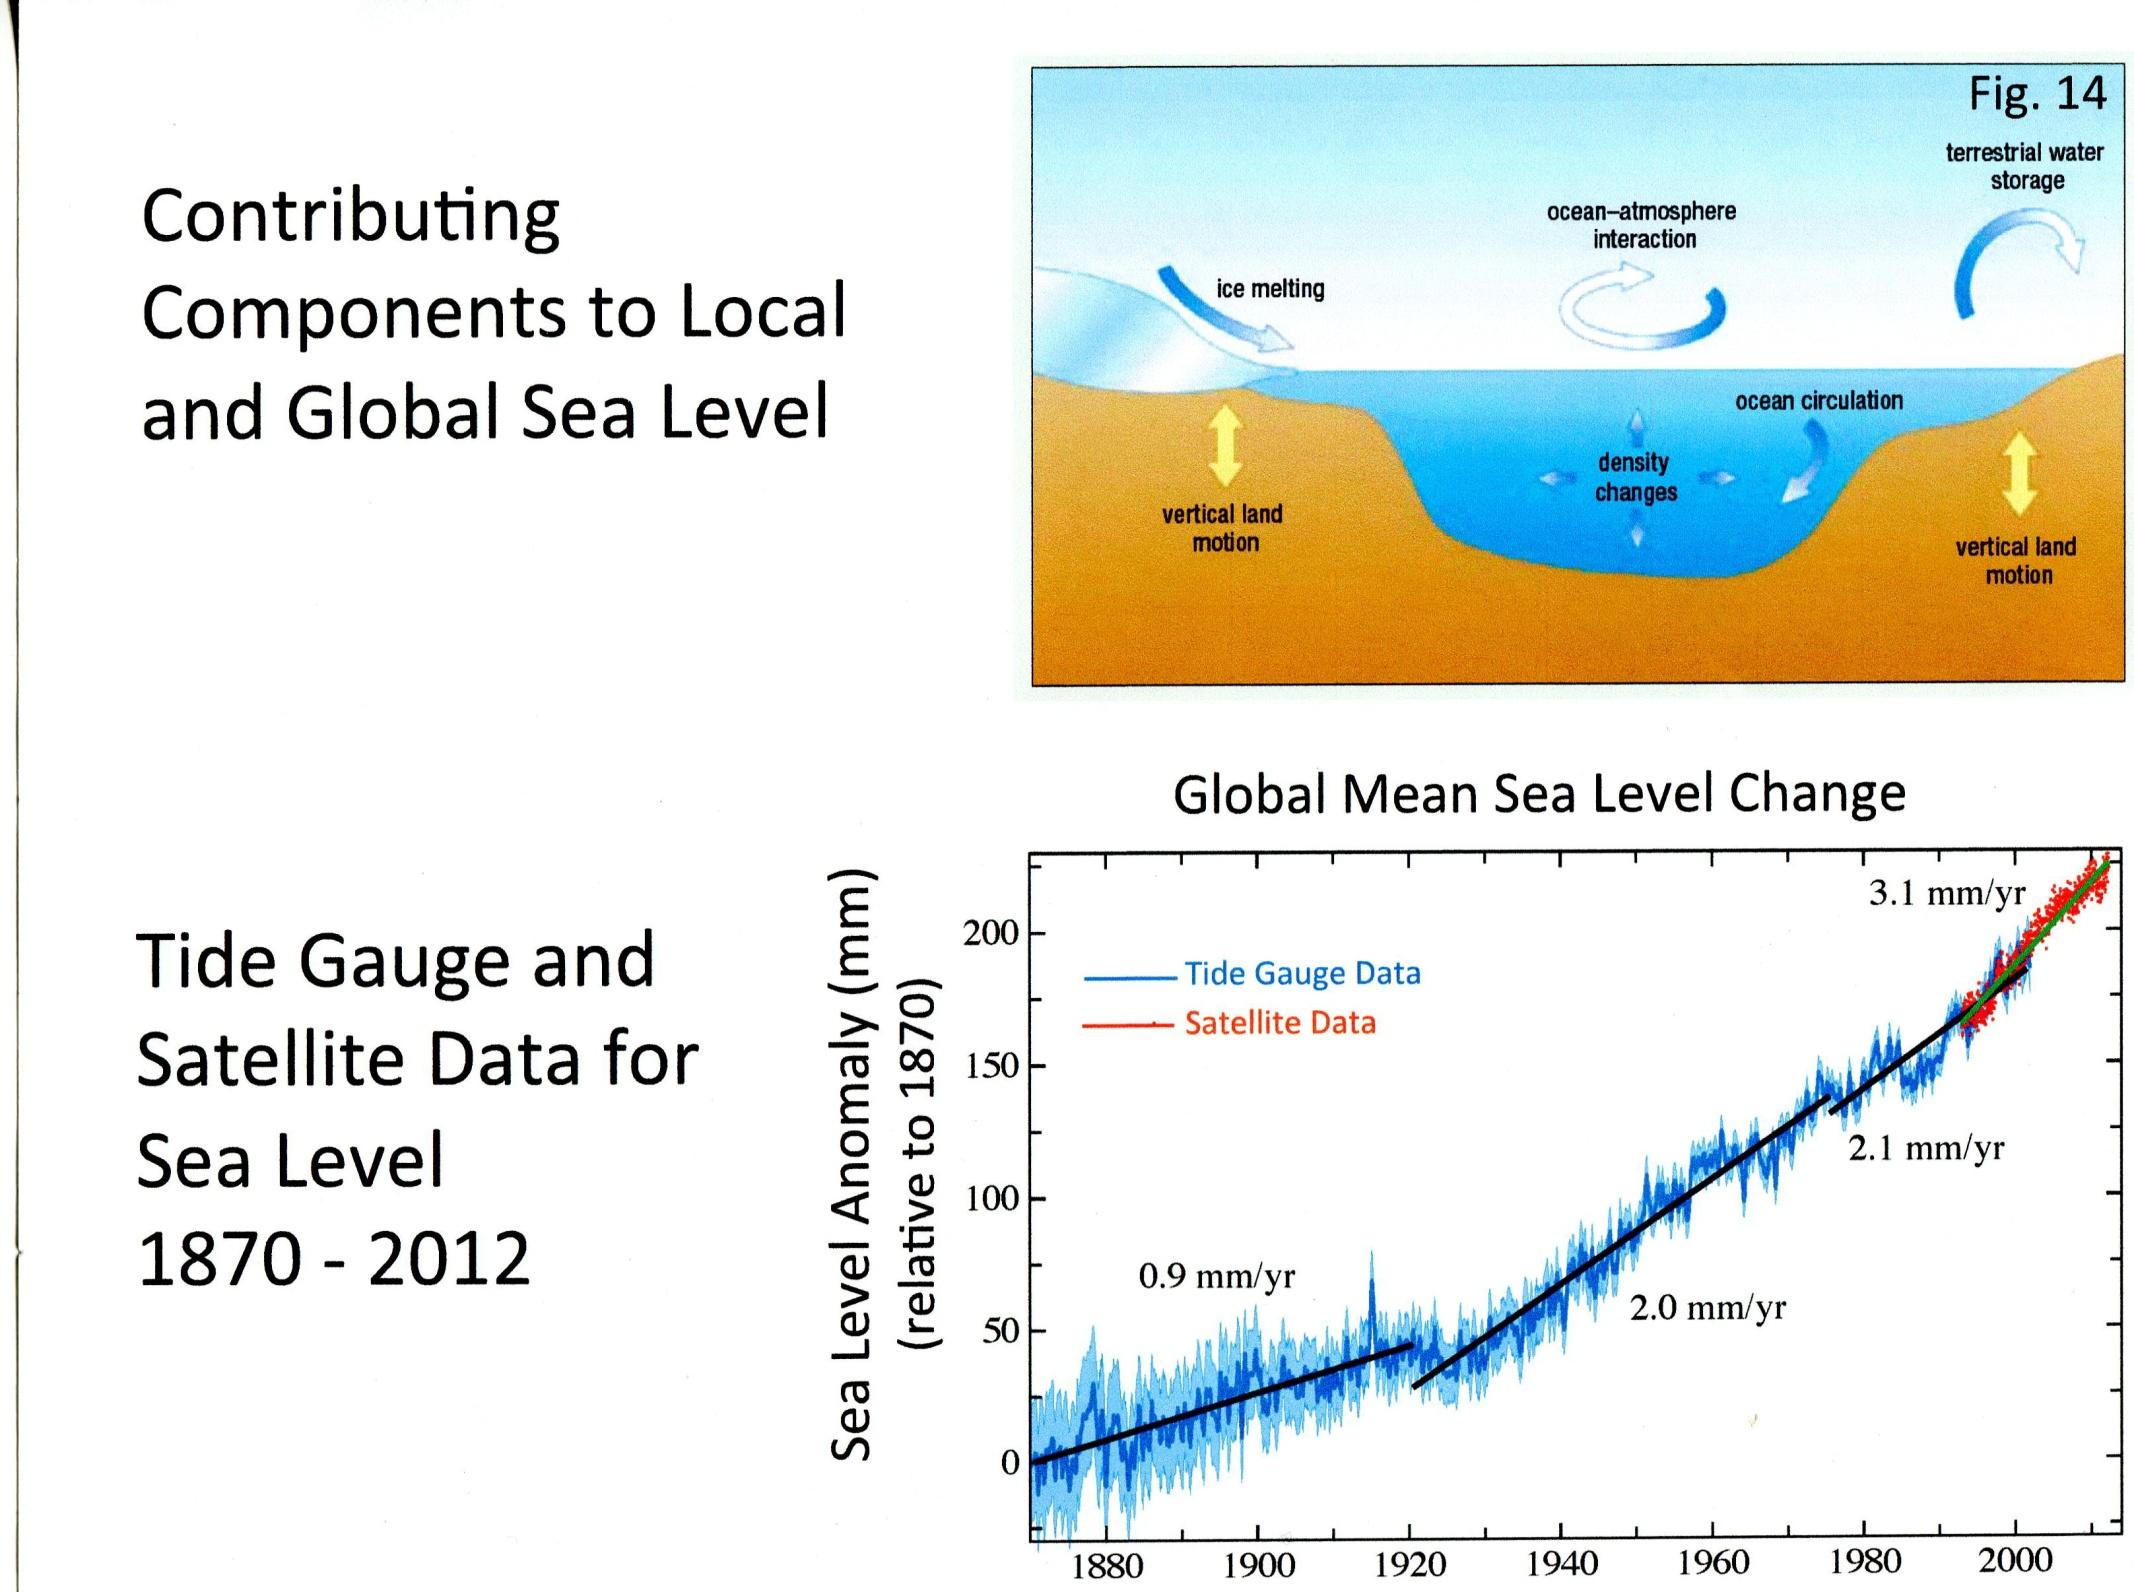 Contributing
Components to Local
and Global Sea Level
Fig. 14
terrestrial water
storage
ocean–atmosphere
interaction
ice melting
ocean circulation
density
changes
vertical land
motion
vertical land
motion
Tide Gauge and
Satellite Data for
Sea Level
1870 - 2012
Global Mean Sea Level Change
Sea Level Anomaly (mm)
(relative to 1870)
200
150
100
50
0
3.1 mm/yr
Tide Gauge Data
Satellite Data
2.1 mm/yr
0.9 mm/yr
2.0 mm/yr
1880 1900 1920 1940 1960 1980 2000